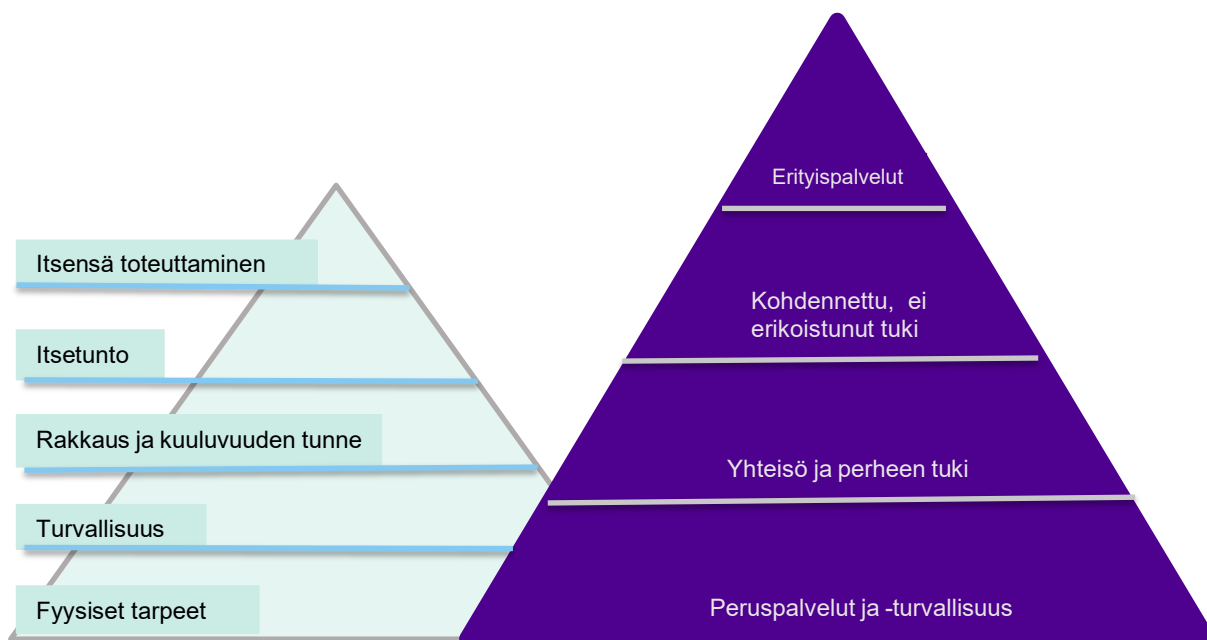 Itsensä toteuttaminen
Itsetunto
Rakkaus ja kuuluvuuden tunne
Turvallisuus
Fyysiset tarpeet
Erityispalvelut
Kohdennettu, ei
erikoistunut tuki
Yhteisö ja perheen tuki
Peruspalvelut ja -turvallisuus